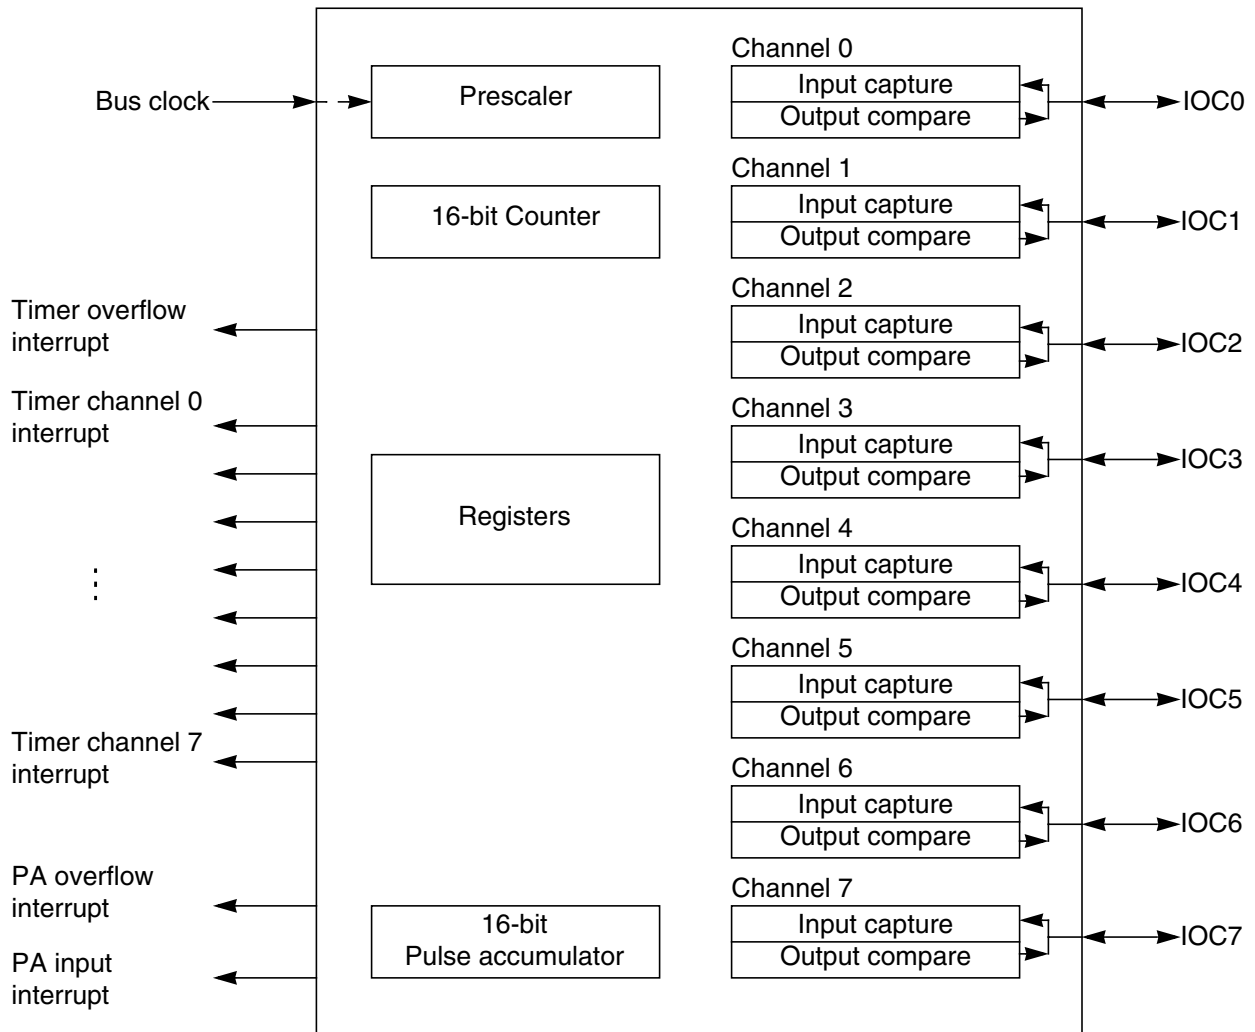 Bus clock
Timer overflow
interrupt
Timer channel 0
interrupt
Timer channel 7
interrupt
PA overflow
interrupt
PA input
interrupt
Prescaler
16-bit Counter
Registers
16-bit
Pulse accumulator
Channel 0
Input capture
Output compare
IOC0
Channel 1
Input capture
Output compare
IOC1
Channel 2
Input capture
Output compare
IOC2
Channel 3
Input capture
Output compare
IOC3
Channel 4
Input capture
Output compare
IOC4
Channel 5
Input capture
Output compare
IOC5
Channel 6
Input capture
Output compare
IOC6
Channel 7
Input capture
Output compare
IOC7